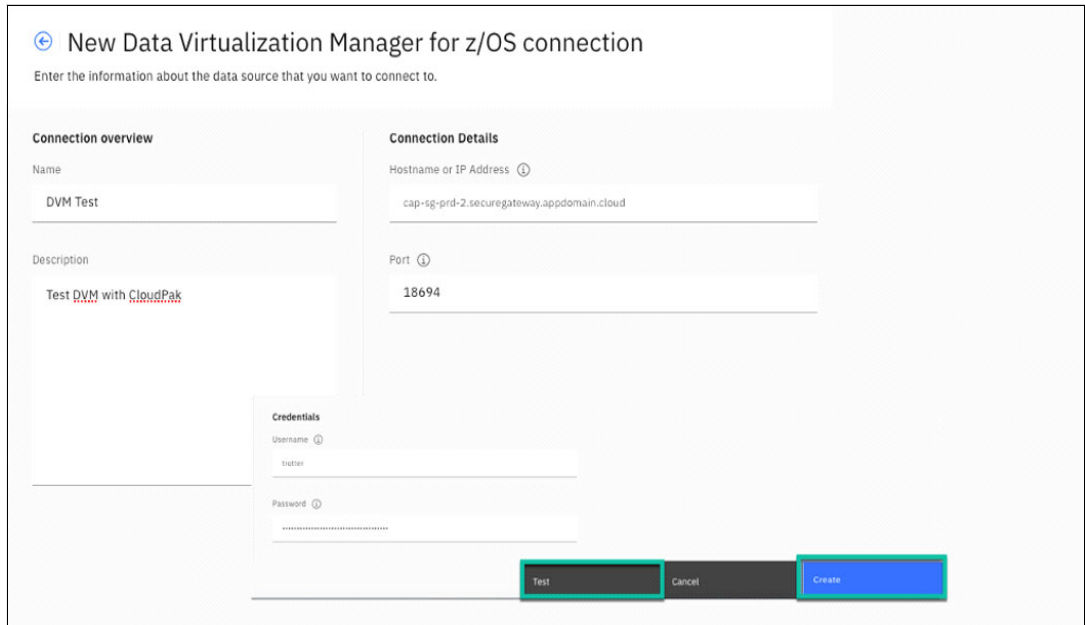 New Data Virtualization Manager for z/OS connection
Enter the information about the data source that you want to connect to.
Connection overview
Name
DVM Test
Description
Test DVM with CloudPak
Connection Details
Hostname or IP Address
cap-sg-prd-2.securegateway.appdomain.cloud
Port
18694
Credentials
Username
trotter
Password
Test
Cancel
Create